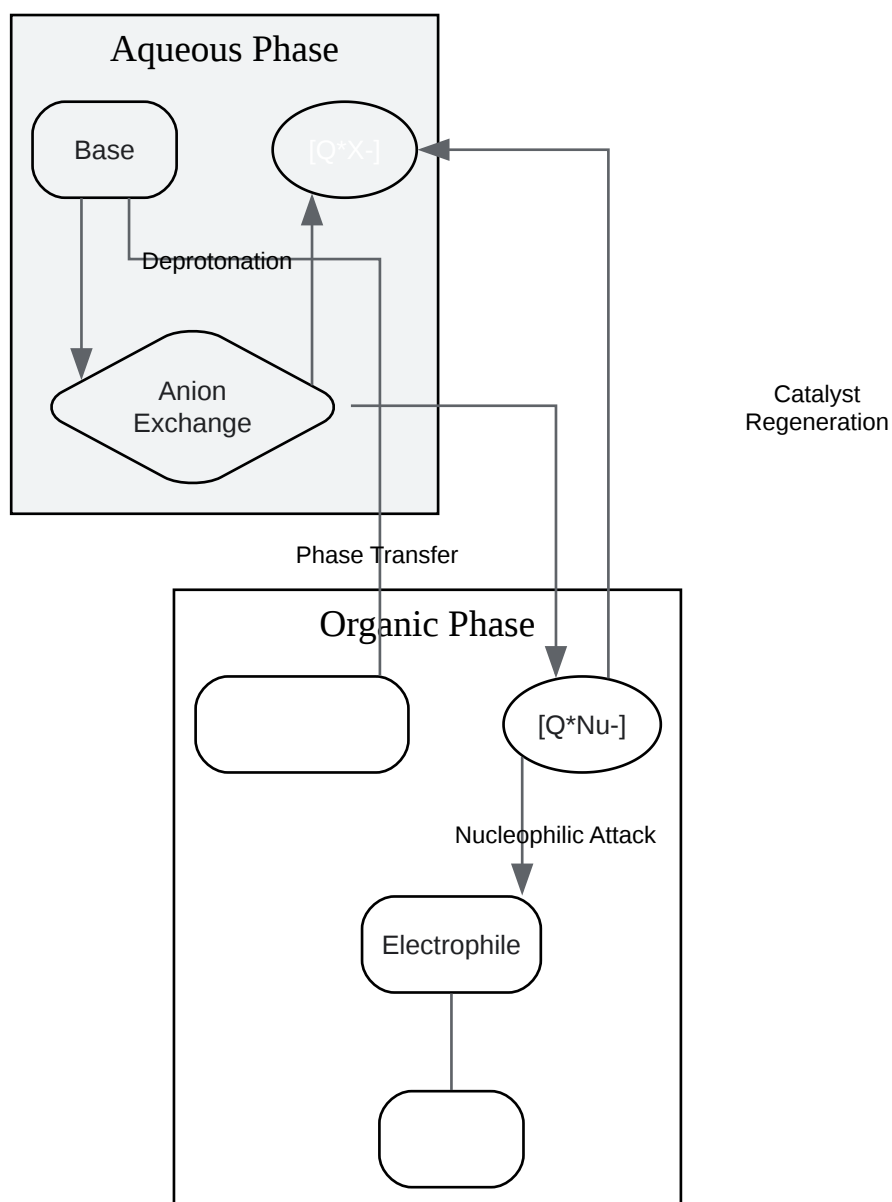 Aqueous Phase
Base
[Q*X-]
Deprotonation
Anion
Exchange
Catalyst
Regeneration
Phase Transfer
Organic Phase
[Q*Nu-]
Nucleophilic Attack
Electrophile